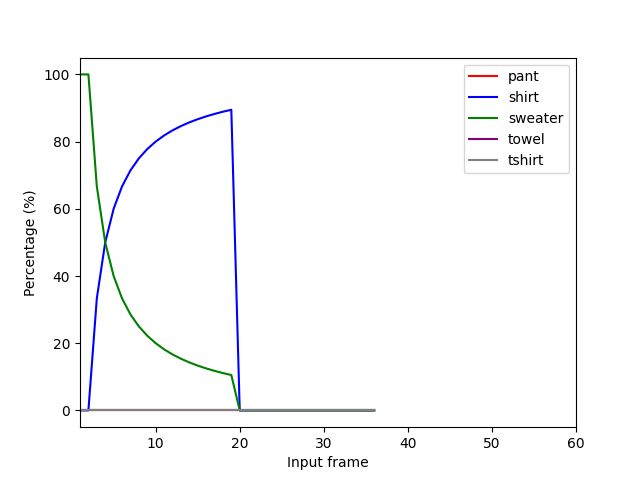 Percentage (%)
100
80
60
40
20
0
10 20 30 40 50 60
Input frame
pant
shirt
sweater
towel
tshirt